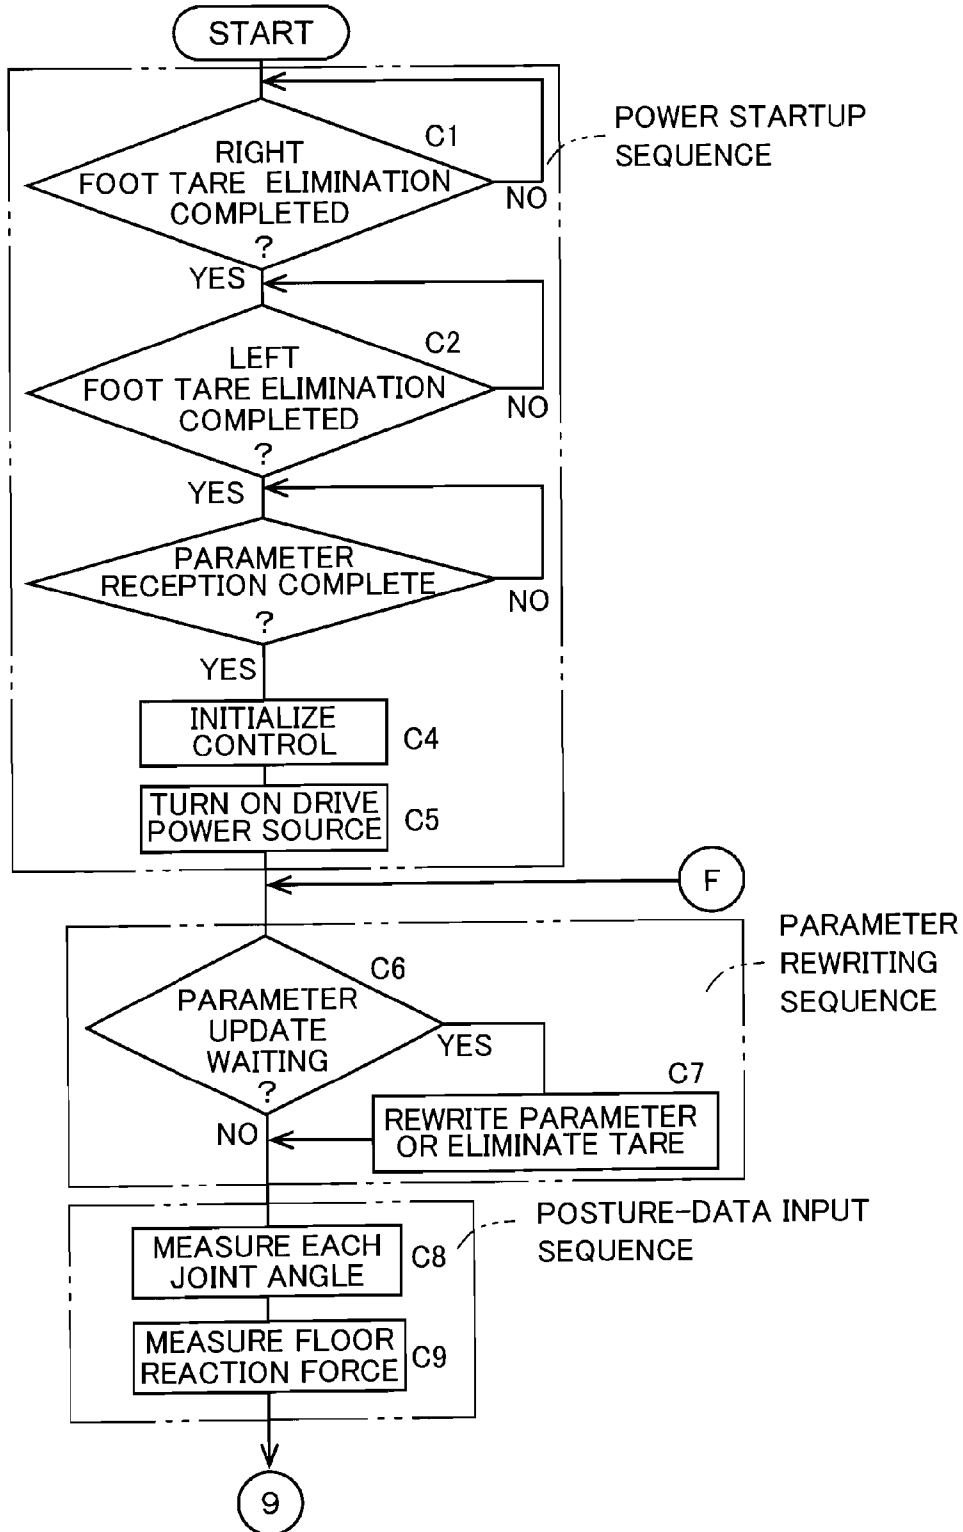 START
POWER STARTUP
SEQUENCE
C1
RIGHT
FOOT TARE ELIMINATION
COMPLETED
?
NO
YES
C2
LEFT
FOOT TARE ELIMINATION
COMPLETED
?
NO
YES
PARAMETER
RECEPTION COMPLETE
?
NO
YES
INITIALIZE
CONTROL
C4
TURN ON DRIVE
POWER SOURCE
C5
F
PARAMETER
REWRITING
SEQUENCE
C6
PARAMETER
UPDATE
WAITING
?
YES
NO
C7
REWRITE PARAMETER
OR ELIMINATE TARE
POSTURE-DATA INPUT
SEQUENCE
MEASURE EACH
JOINT ANGLE
C8
MEASURE FLOOR
REACTION FORCE
C9
9